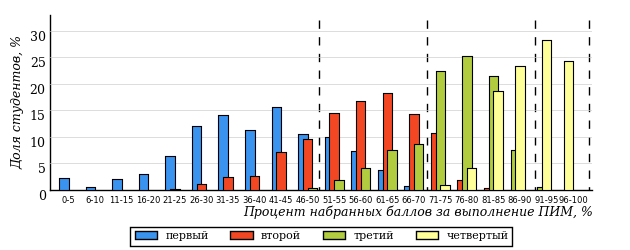 Доля студентов, %
30
25
20
15
10
5
0
0-5 6-10 11-15 16-20 21-25 26-30 31-35 36-40 41-45 46-50 51-55 56-60 61-65 66-70 71-75 76-80 81-85 86-90 91-95 96-100
Процент набранных баллов за выполнение ПИМ, %
первый второй третий четвертый